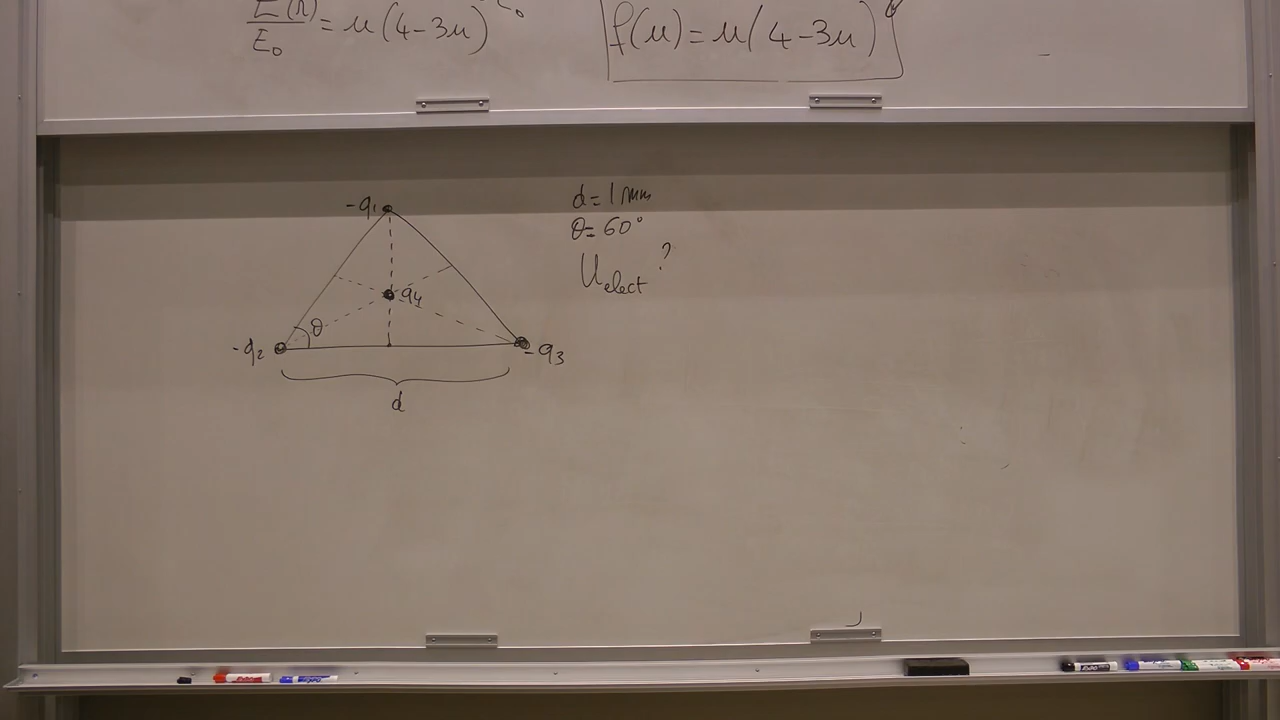 E(r)/E₀ = u(4-3u)
f(u) = u(4-3u)
d = 1 mm
θ = 60°
U_elect ?
-q₁
q₄
θ
-q₂
-q₃
d